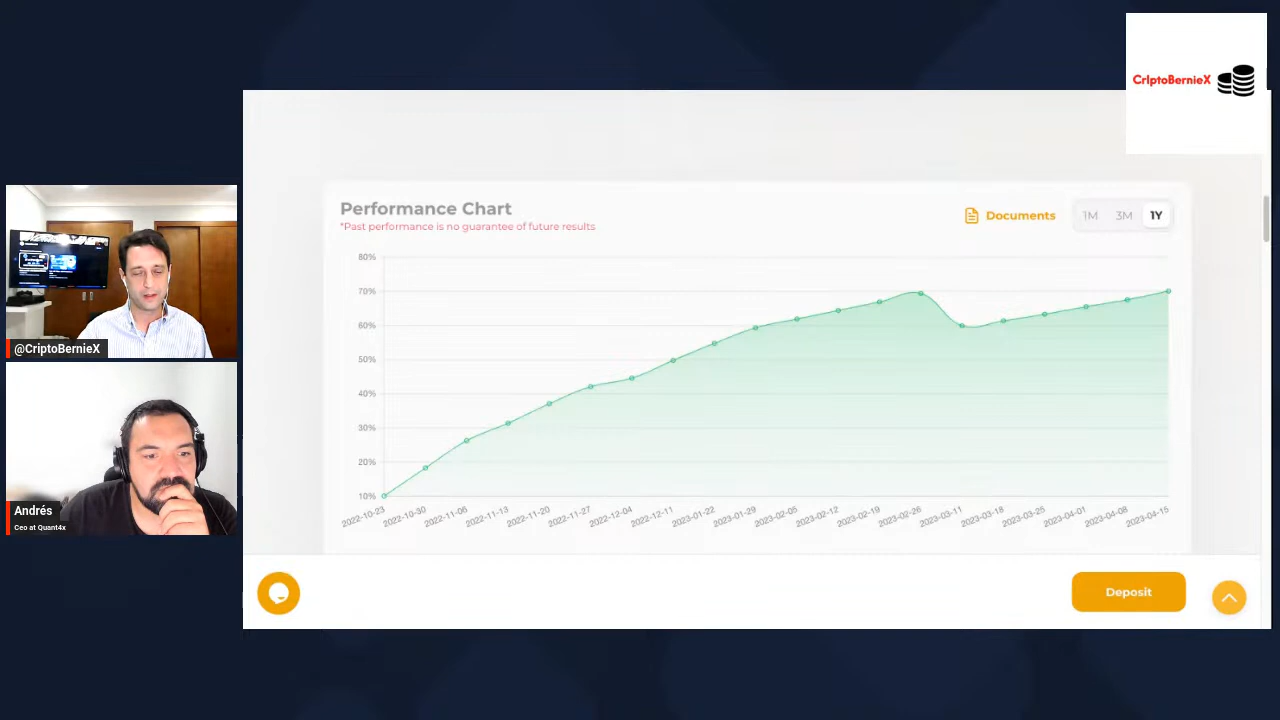 CriptoBernieX
Performance Chart
*Past performance is no guarantee of future results
Documents
1M 3M 1Y
80%
70%
60%
50%
40%
30%
20%
10%
2022-10-23 2022-10-30 2022-11-06 2022-11-13 2022-11-20 2022-11-27 2022-12-04 2022-12-11 2023-01-22 2023-01-29 2023-02-05 2023-02-12 2023-02-19 2023-02-26 2023-03-11 2023-03-18 2023-03-25 2023-04-01 2023-04-08 2023-04-15
@CriptoBernieX
Andrés
Ceo at Quant4x
Deposit